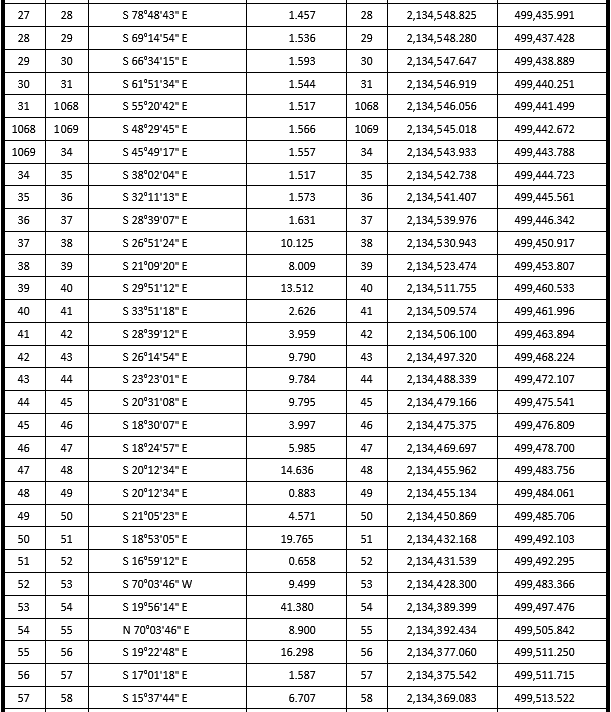 27 28 S 78°48'43" E 1.457 28 2,134,548.825 499,435.991
28 29 S 69°14'54" E 1.536 29 2,134,548.280 499,437.428
29 30 S 66°34'15" E 1.593 30 2,134,547.647 499,438.889
30 31 S 61°51'34" E 1.544 31 2,134,546.919 499,440.251
31 1068 S 55°20'42" E 1.517 1068 2,134,546.056 499,441.499
1068 1069 S 48°29'45" E 1.566 1069 2,134,545.018 499,442.672
1069 34 S 45°49'17" E 1.557 34 2,134,543.933 499,443.788
34 35 S 38°02'04" E 1.517 35 2,134,542.738 499,444.723
35 36 S 32°11'13" E 1.573 36 2,134,541.407 499,445.561
36 37 S 28°39'07" E 1.631 37 2,134,539.976 499,446.342
37 38 S 26°51'24" E 10.125 38 2,134,530.943 499,450.917
38 39 S 21°09'20" E 8.009 39 2,134,523.474 499,453.807
39 40 S 29°51'12" E 13.512 40 2,134,511.755 499,460.533
40 41 S 33°51'18" E 2.626 41 2,134,509.574 499,461.996
41 42 S 28°39'12" E 3.959 42 2,134,506.100 499,463.894
42 43 S 26°14'54" E 9.790 43 2,134,497.320 499,468.224
43 44 S 23°23'01" E 9.784 44 2,134,488.339 499,472.107
44 45 S 20°31'08" E 9.795 45 2,134,479.166 499,475.541
45 46 S 18°30'07" E 3.997 46 2,134,475.375 499,476.809
46 47 S 18°24'57" E 5.985 47 2,134,469.697 499,478.700
47 48 S 20°12'34" E 14.636 48 2,134,455.962 499,483.756
48 49 S 20°12'34" E 0.883 49 2,134,455.134 499,484.061
49 50 S 21°05'23" E 4.571 50 2,134,450.869 499,485.706
50 51 S 18°53'05" E 19.765 51 2,134,432.168 499,492.103
51 52 S 16°59'12" E 0.658 52 2,134,431.539 499,492.295
52 53 S 70°03'46" W 9.499 53 2,134,428.300 499,483.366
53 54 S 19°56'14" E 41.380 54 2,134,389.399 499,497.476
54 55 N 70°03'46" E 8.900 55 2,134,392.434 499,505.842
55 56 S 19°22'48" E 16.298 56 2,134,377.060 499,511.250
56 57 S 17°01'18" E 1.587 57 2,134,375.542 499,511.715
57 58 S 15°37'44" E 6.707 58 2,134,369.083 499,513.522